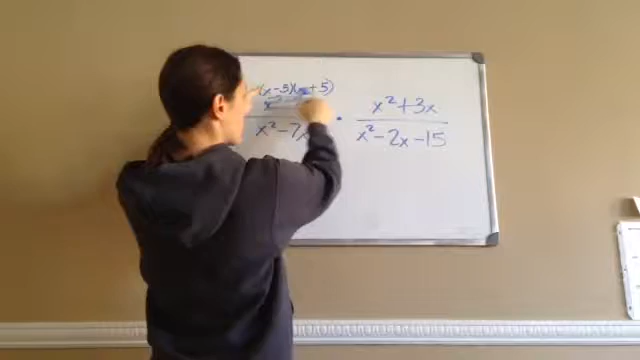 (x-5)(x+5)
x² - 7x · x² + 3x
x² - 2x - 15